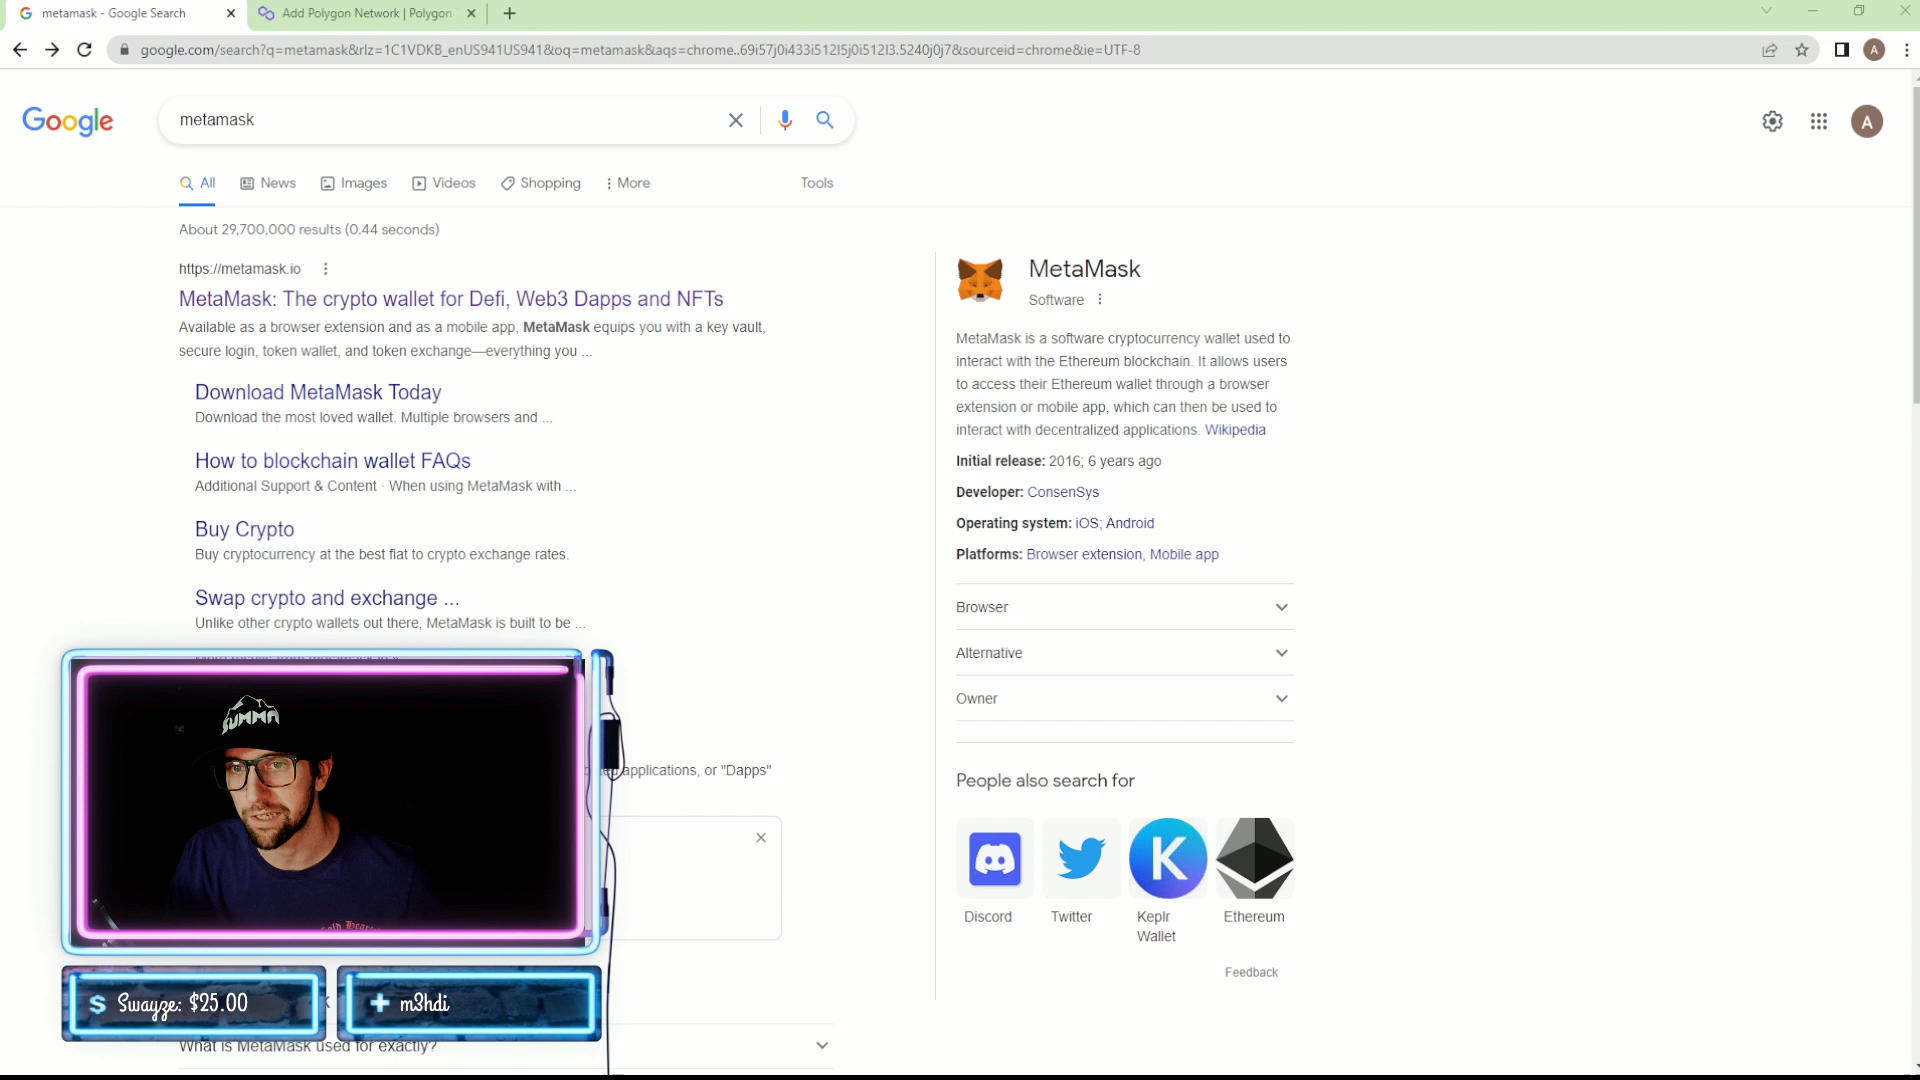 metamask - Google Search
Add Polygon Network | Polygon
google.com/search?q=metamask&rlz=1C1VDKB_enUS941US941&oq=metamask&aqs=chrome..69i57j0i433i512l5j0i512l3.5240j0j7&sourceid=chrome&ie=UTF-8
A
Google
metamask
A
All News Images Videos Shopping More Tools
About 29,700,000 results (0.44 seconds)
https://metamask.io
MetaMask: The crypto wallet for Defi, Web3 Dapps and NFTs
Available as a browser extension and as a mobile app, MetaMask equips you with a key vault,
secure login, token wallet, and token exchange—everything you ...
Download MetaMask Today
Download the most loved wallet. Multiple browsers and ...
How to blockchain wallet FAQs
Additional Support & Content · When using MetaMask with ...
Buy Crypto
Buy cryptocurrency at the best fiat to crypto exchange rates.
Swap crypto and exchange ...
Unlike other crypto wallets out there, MetaMask is built to be ...
applications, or "Dapps"
SUMMA
$ Swayze: $25.00
+ m3hdi
What is MetaMask used for exactly?
MetaMask
Software
MetaMask is a software cryptocurrency wallet used to
interact with the Ethereum blockchain. It allows users
to access their Ethereum wallet through a browser
extension or mobile app, which can then be used to
interact with decentralized applications. Wikipedia
Initial release: 2016; 6 years ago
Developer: ConsenSys
Operating system: iOS; Android
Platforms: Browser extension, Mobile app
Browser
Alternative
Owner
People also search for
K
Discord
Twitter
Keplr
Wallet
Ethereum
Feedback